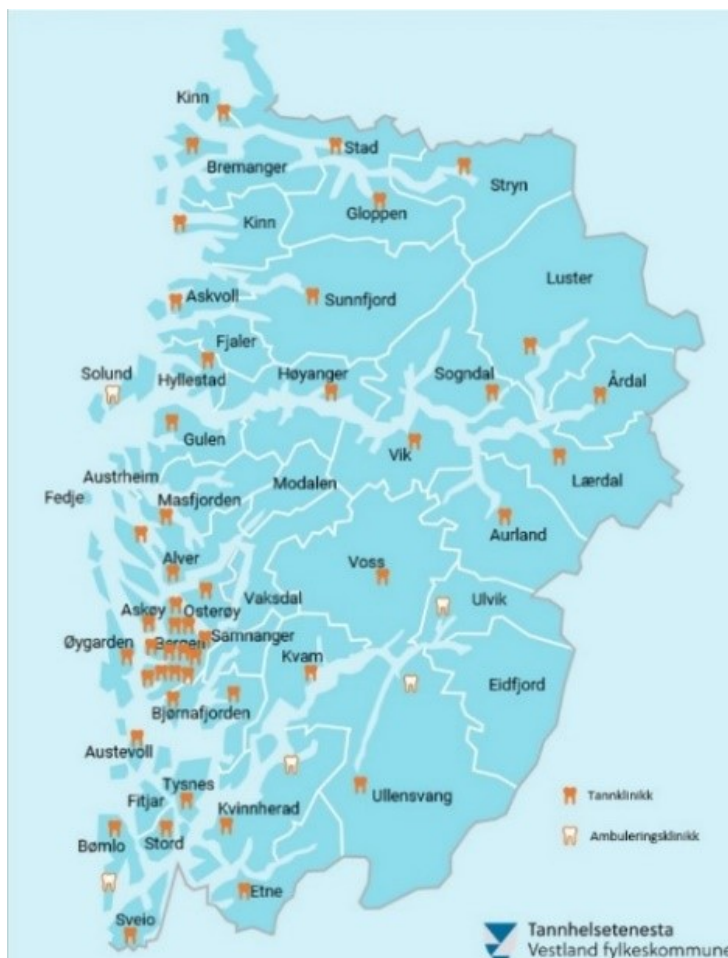 Kinn
Stad
Bremanger
Stryn
Gloppen
Kinn
Luster
Askvoll
Sunnfjord
Fjaler
Solund
Hyllestad
Høyanger
Sogndal
Årdal
Gulen
Vik
Lærdal
Austrheim
Modalen
Fedje
Masfjorden
Aurland
Alver
Voss
Vaksdal
Ulvik
Askøy
Osterøy
Samnanger
Øygarden
Bergen
Kvam
Eidfjord
Bjørnafjorden
Austevoll
Tysnes
Fitjar
Ullensvang
Tannklinikk
Kvinnherad
Bømlo
Stord
Ambuleringsklinikk
Etne
Sveio
Tannhelsetenesta
Vestland fylkeskommune